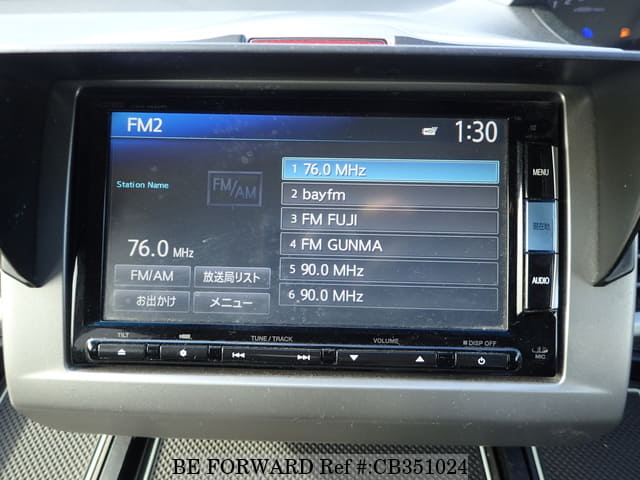 FM2
1:30
Station Name
FM/AM
76.0 MHz
1 76.0 MHz
2 bayfm
3 FM FUJI
4 FM GUNMA
5 90.0 MHz
6 90.0 MHz
FM/AM
放送局リスト
お出かけ
メニュー
MENU
現在地
AUDIO
TILT
TUNE/TRACK
VOLUME
DISP OFF
MIC
BE FORWARD Ref #:CB351024